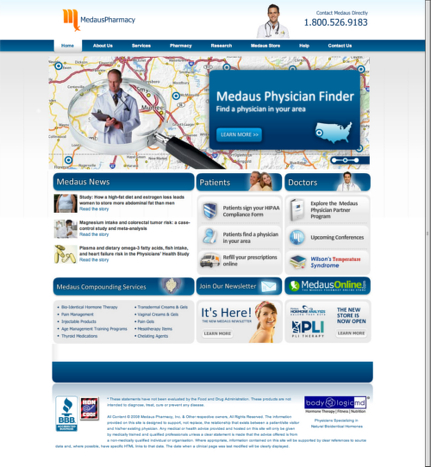 MedausPharmacy
Contact Medaus Directly
1.800.526.9183
Home
About Us
Services
Pharmacy
Research
Medaus Store
Help
Contact Us
Medaus Physician Finder
Find a physician in your area
LEARN MORE >>
Medaus News
Study: How a high-fat diet and estrogen loss leads
women to store more abdominal fat than men
Read the story
Magnesium intake and colorectal tumor risk: a case-
control study and meta-analysis
Read the story
Plasma and dietary omega-3 fatty acids, fish intake,
and heart failure risk in the Physicians' Health Study
Read the story
Patients
Patients sign your HIPAA
Compliance Form
Patients find a physician
in your area
Refill your prescriptions
online
Doctors
Explore the Medaus
Physician Partner
Program
Upcoming Conferences
Wilson's Temperature
Syndrome
Medaus Compounding Services
Bio-Identical Hormone Therapy
Pain Management
Injectable Products
Age Management Training Programs
Thyroid Medications
Transdermal Creams & Gels
Vaginal Creams & Gels
Pain Gels
Mesotherapy Items
Chelating Agents
Join Our Newsletter
It's Here!
THE NEW MEDAUS NEWSLETTER
LEARN MORE
MedausOnline
HORMONE ANALYSIS
PLI
PLI THERAPY
THE NEW
STORE IS
NOW OPEN
LEARN MORE
BBB
* These statements have not been evaluated by the Food and Drug Administration. These products are not
intended to diagnose, treat, cure or prevent any disease.
All Content © 2009 Medaus Pharmacy, Inc. & Other respective owners. All Rights Reserved. The information
provided on this site is designed to support, not replace, the relationship that exists between a patient/site visitor
and his/her existing physician. Any medical or health advice provided and hosted on this site will only be given
by medically trained and qualified professionals unless a clear statement is made that the advice offered is from
a non-medically qualified individual or organisation. Where appropriate, information contained on this site will be supported by clear references to source
data and, where possible, have specific HTML links to that data. The date when a clinical page was last modified will be clearly displayed.
bodylogicmd
Hormone Therapy | Fitness | Nutrition
Physicians Specializing in
Natural Bioidentical Hormones